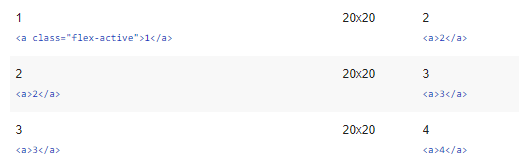 1 20x20 2
<a class="flex-active">1</a> <a>2</a>
2 20x20 3
<a>2</a> <a>3</a>
3 20x20 4
<a>3</a> <a>4</a>